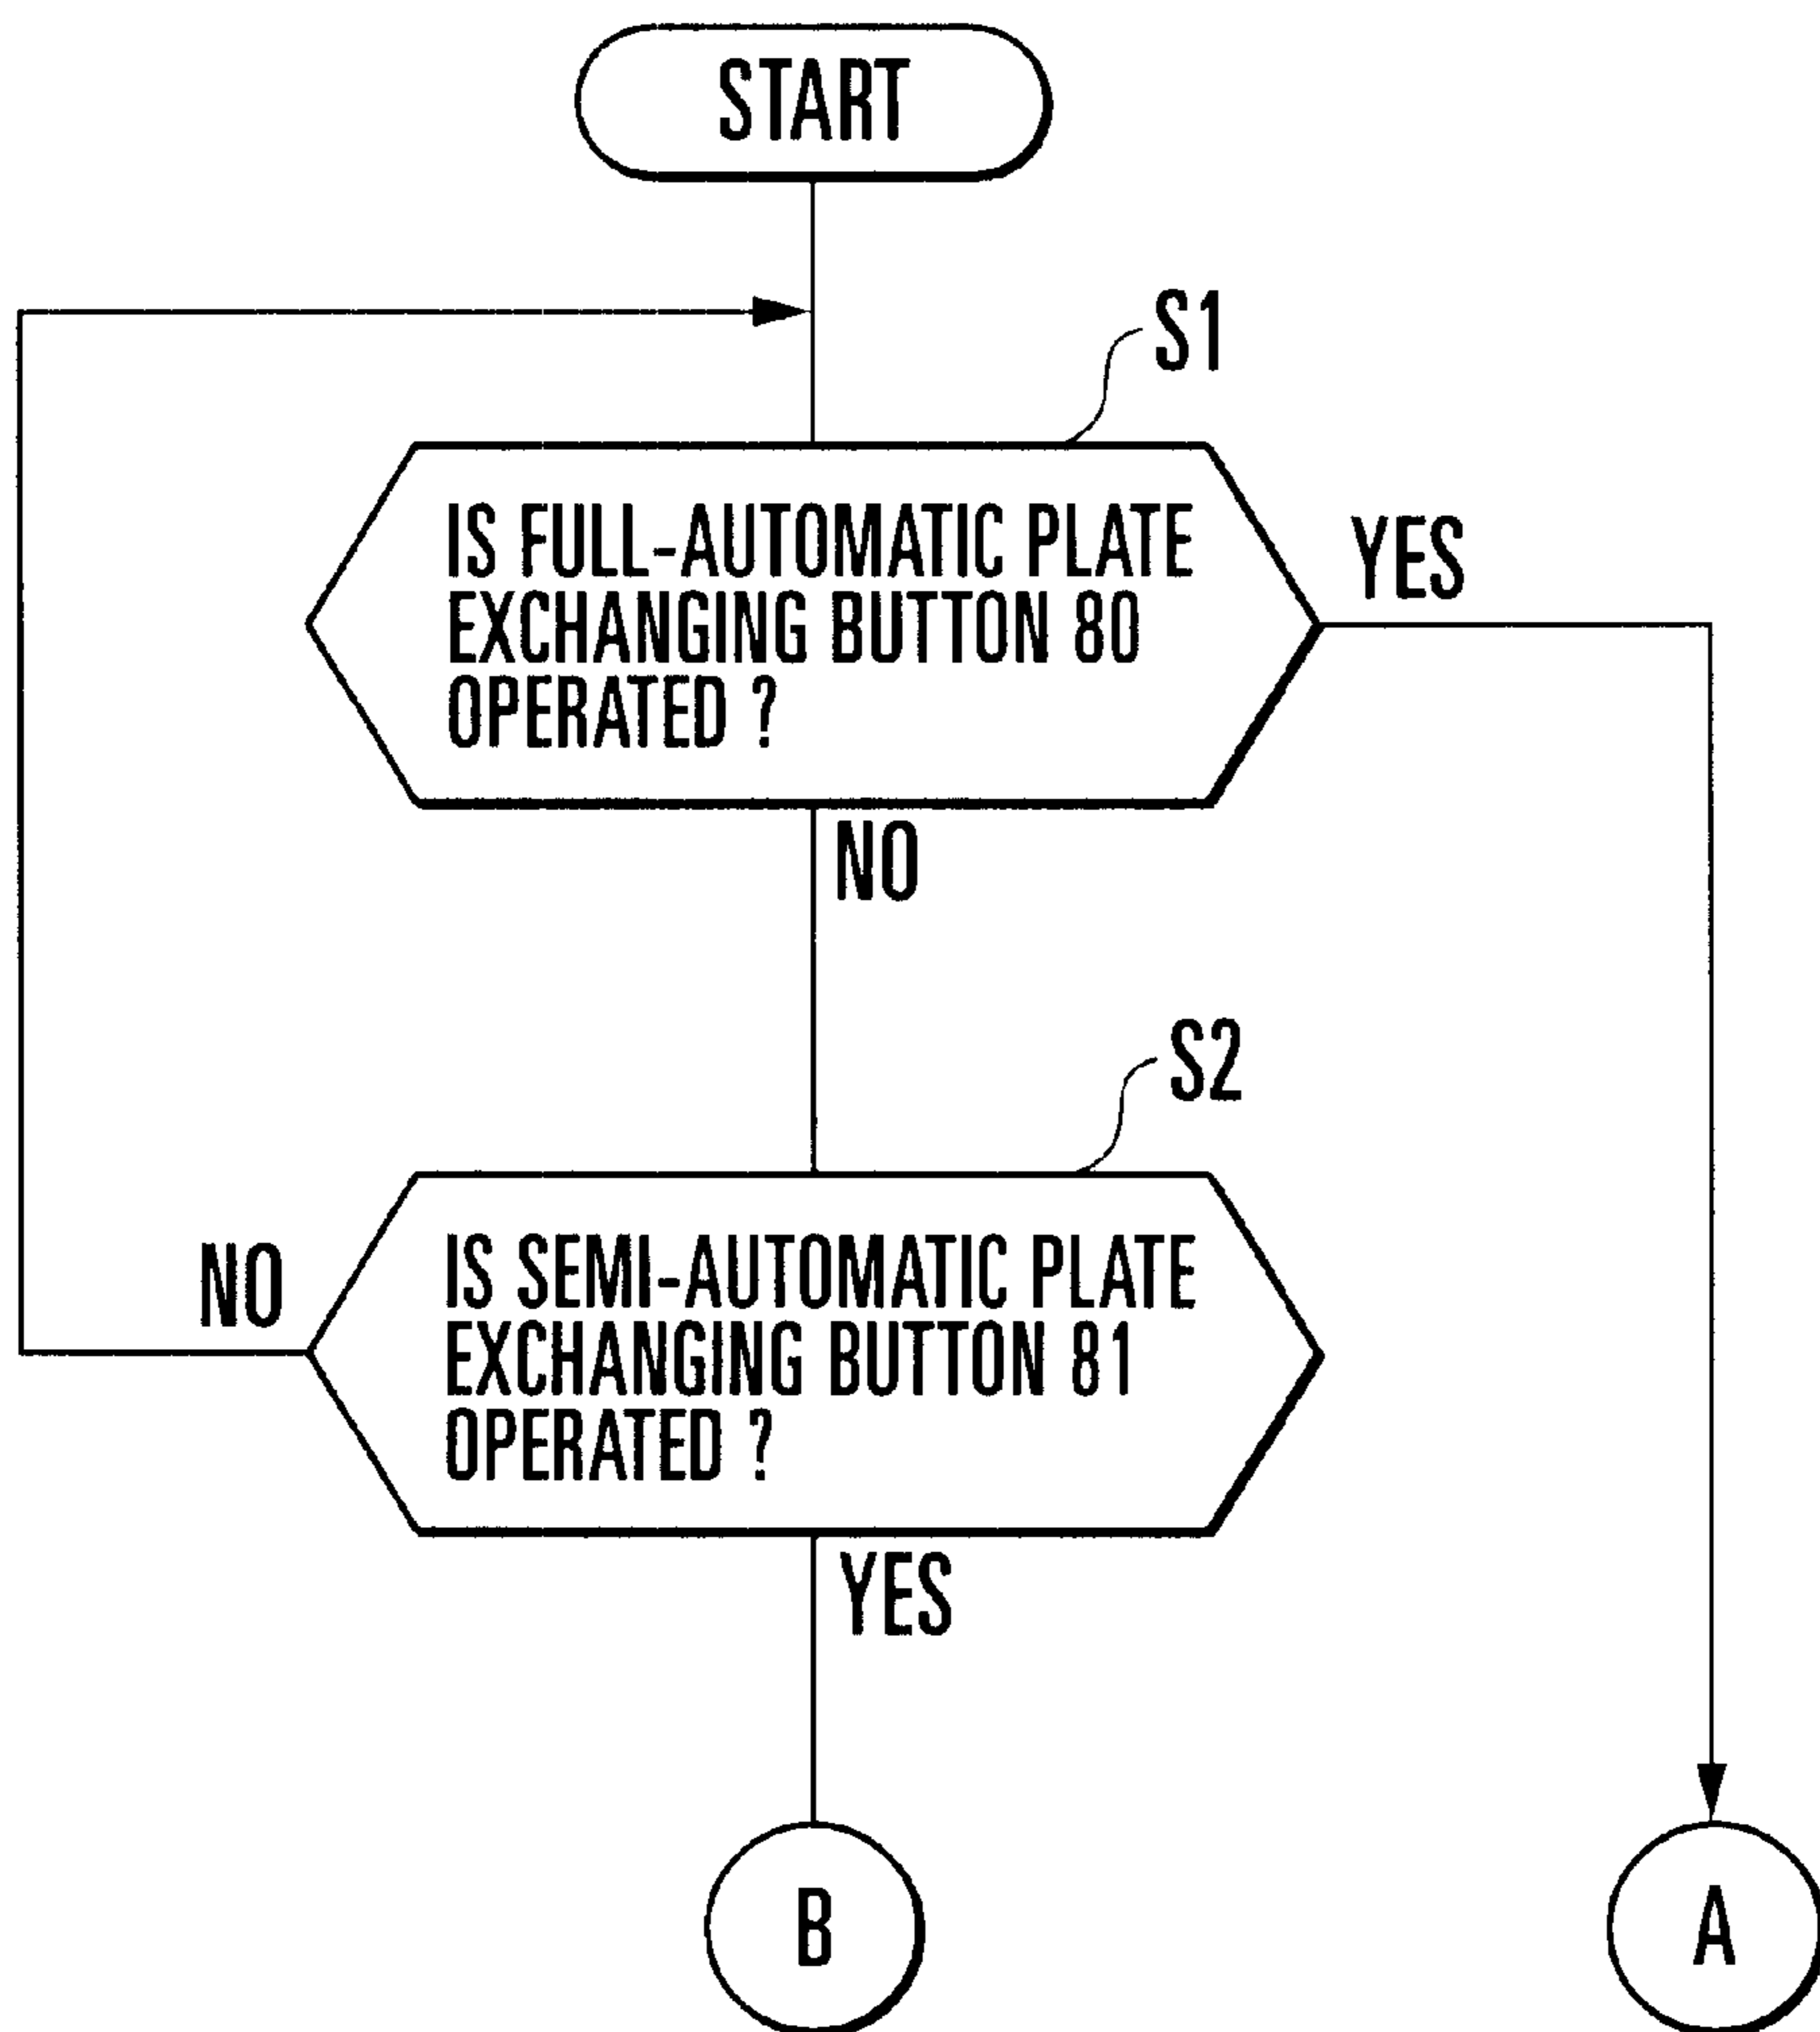 START
S1
IS FULL-AUTOMATIC PLATE
EXCHANGING BUTTON 80
OPERATED ?
YES
NO
S2
IS SEMI-AUTOMATIC PLATE
EXCHANGING BUTTON 81
OPERATED ?
NO
YES
B
A